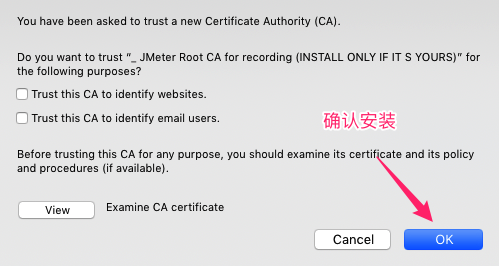 You have been asked to trust a new Certificate Authority (CA).
Do you want to trust “_ JMeter Root CA for recording (INSTALL ONLY IF IT S YOURS)” for
the following purposes?
Trust this CA to identify websites.
Trust this CA to identify email users.
确认安装
Before trusting this CA for any purpose, you should examine its certificate and its policy
and procedures (if available).
View
Examine CA certificate
Cancel
OK